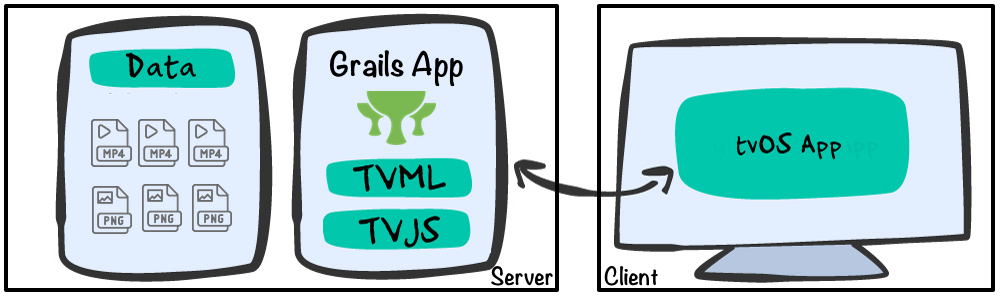 Data
MP4 MP4 MP4
PNG PNG PNG
Grails App
TVML
TVJS
Server
tvOS App
Client